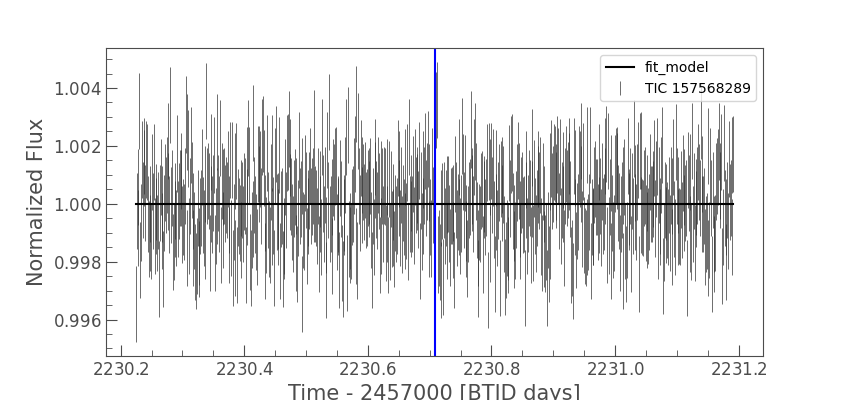 fit_model
TIC 157568289
1.004
1.002
1.000
0.998
0.996
Normalized Flux
2230.2 2230.4 2230.6 2230.8 2231.0 2231.2
Time - 2457000 [BTJD days]